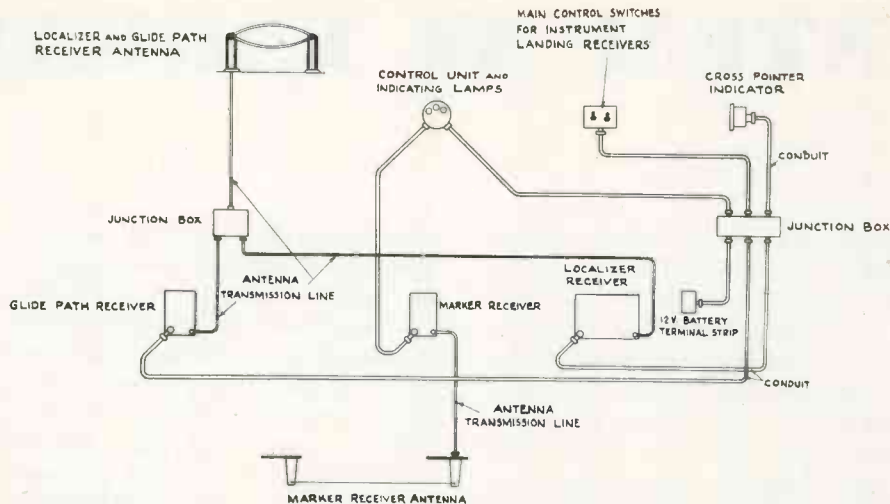 MAIN CONTROL SWITCHES
FOR INSTRUMENT
LANDING RECEIVERS
LOCALIZER AND GLIDE PATH
RECEIVER ANTENNA
CONTROL UNIT AND
INDICATING LAMPS
CROSS POINTER
INDICATOR
CONDUIT
JUNCTION BOX
JUNCTION BOX
ANTENNA
TRANSMISSION LINE
LOCALIZER
RECEIVER
GLIDE PATH RECEIVER
MARKER RECEIVER
12V. BATTERY
TERMINAL STRIP
CONDUIT
ANTENNA
TRANSMISSION LINE
MARKER RECEIVER ANTENNA